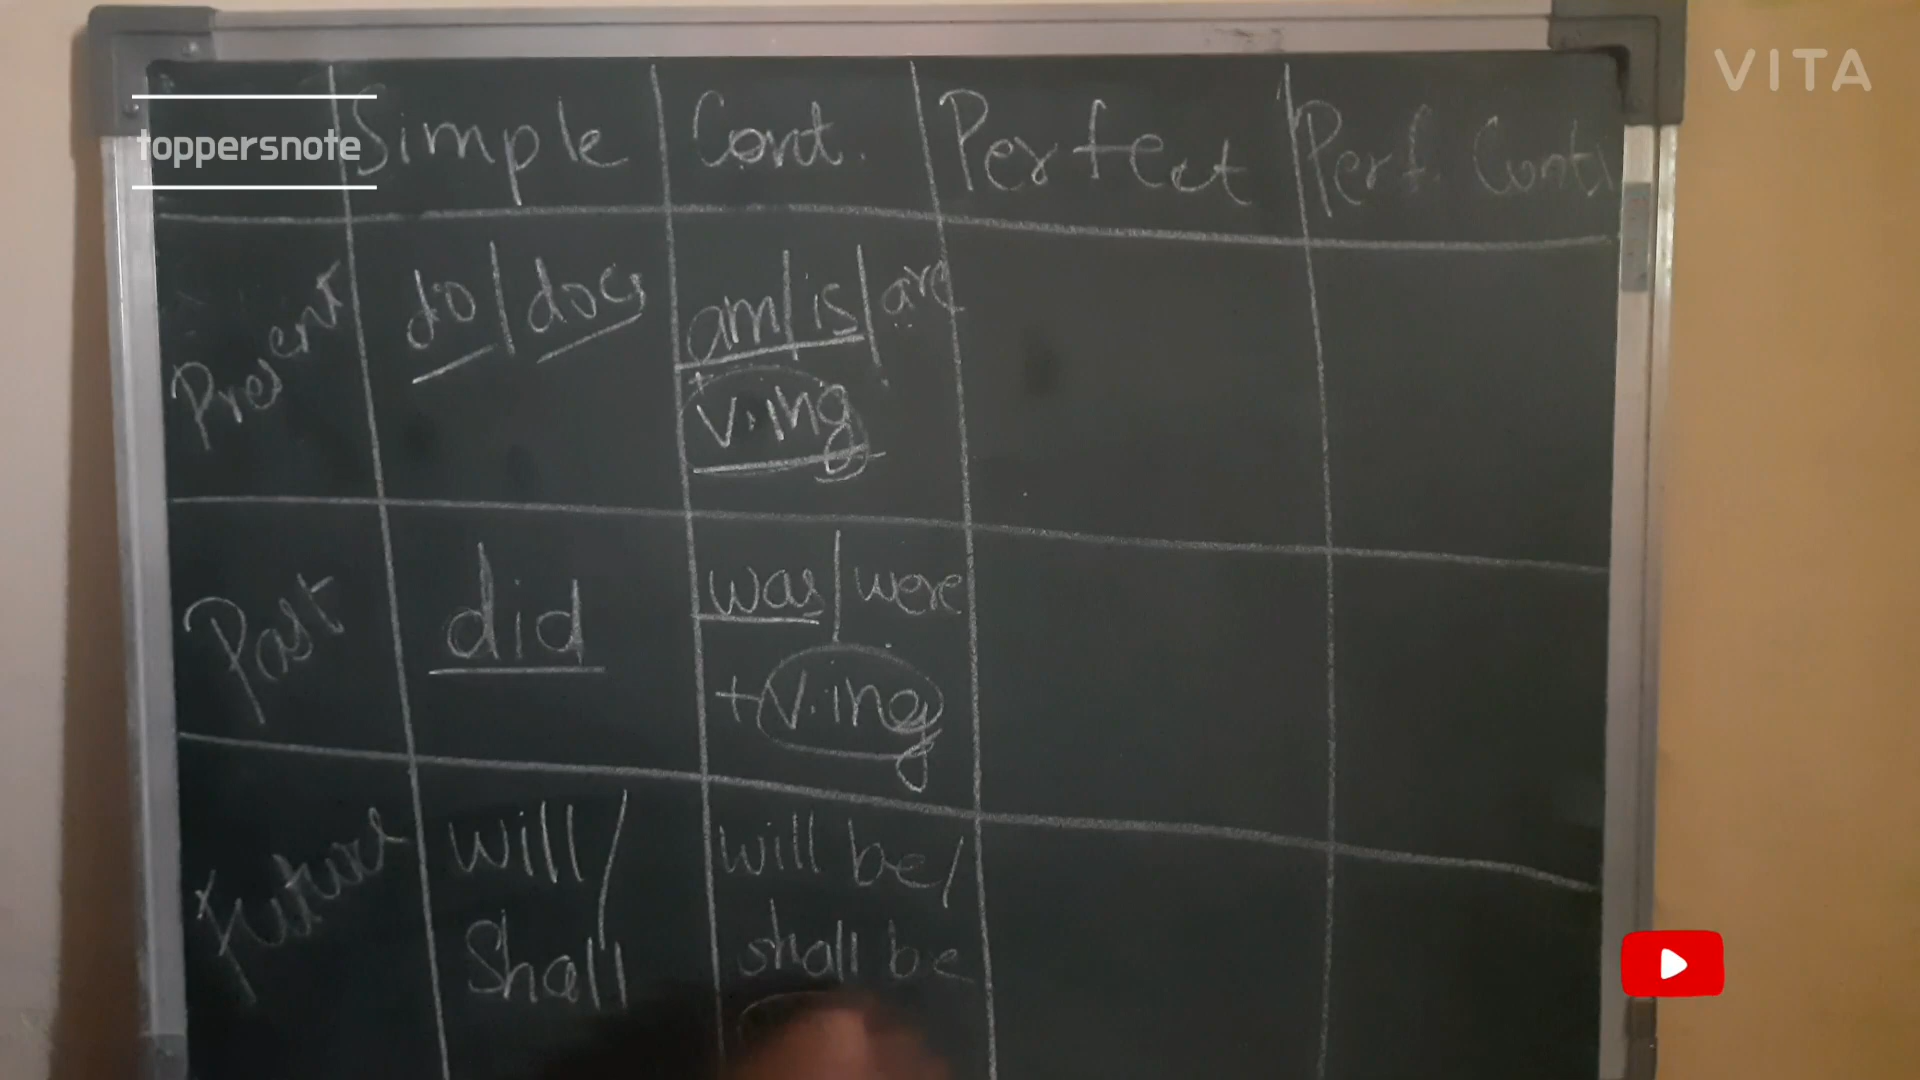 VITA
toppersnote
Simple Cont. Perfect Perf. Conti
Present do/does am/is/are
+
V.ing
Past did was/were
+V.ing
Future will/ will be/
Shall shall be